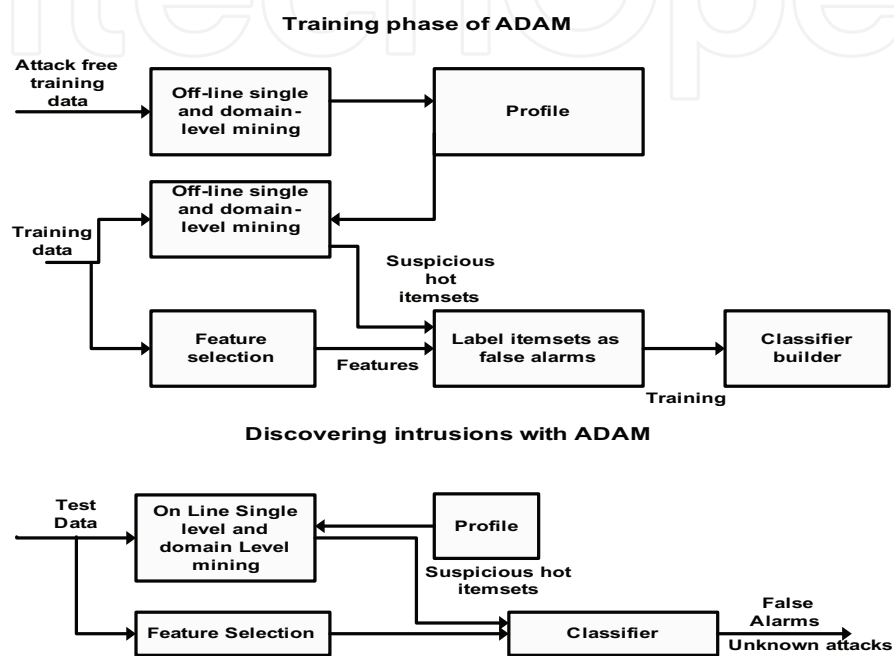 Training phase of ADAM
Attack free
training
data
Off-line single
and domain-
level mining
Profile
Off-line single
and domain-
level mining
Training
data
Suspicious
hot
itemsets
Feature
selection
Features
Label itemsets as
false alarms
Training
Classifier
builder
Discovering intrusions with ADAM
Test
Data
On Line Single
level and
domain Level
mining
Profile
Suspicious hot
itemsets
Feature Selection
Classifier
False
Alarms
Unknown attacks